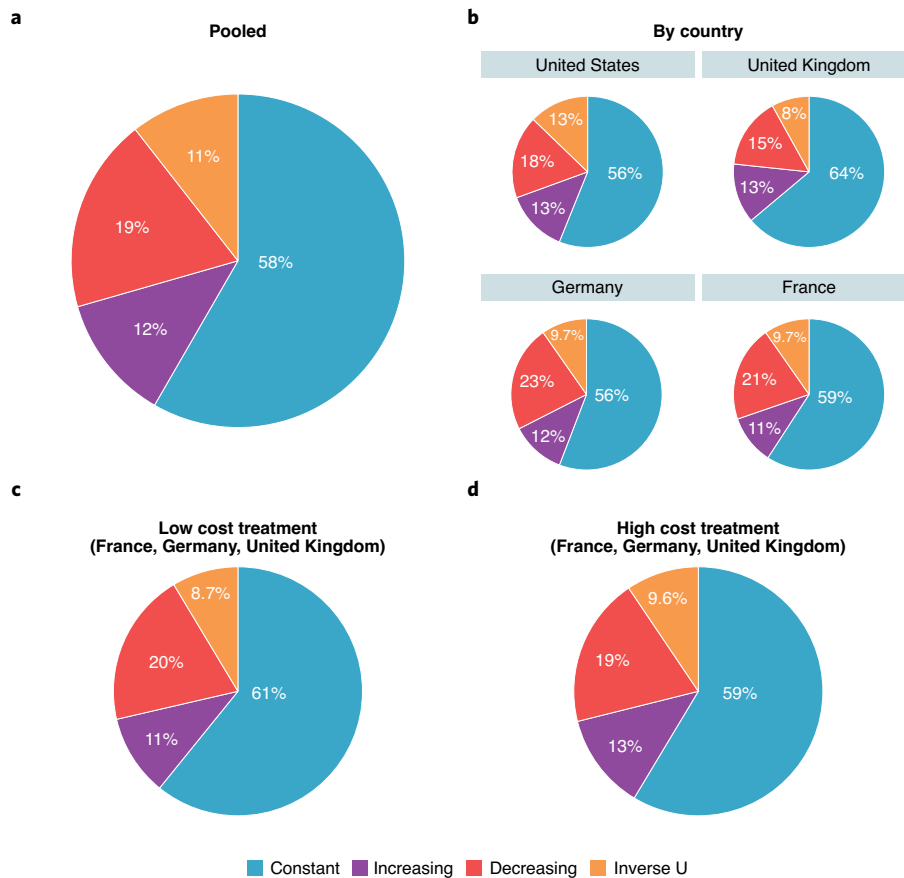 a
Pooled
11%
19%
58%
12%
b
By country
United States
13%
18%
56%
13%
United Kingdom
8%
15%
64%
13%
Germany
9.7%
23%
56%
12%
France
9.7%
21%
59%
11%
c
Low cost treatment
(France, Germany, United Kingdom)
8.7%
20%
61%
11%
d
High cost treatment
(France, Germany, United Kingdom)
9.6%
19%
59%
13%
Constant Increasing Decreasing Inverse U